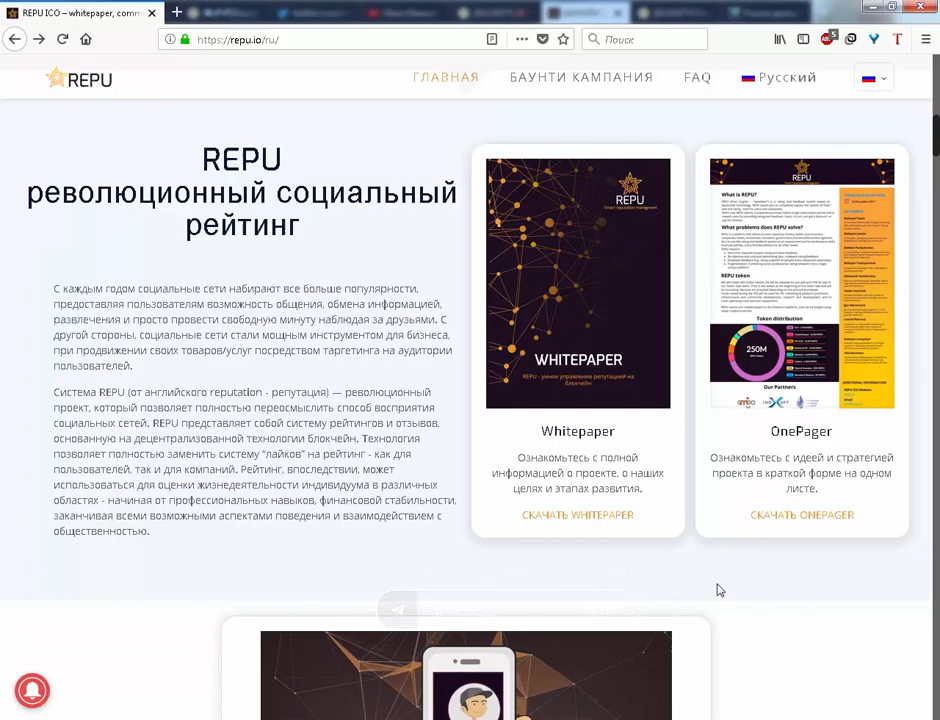 REPU ICO – whitepaper, comm
https://repu.io/ru/
Поиск
5
REPU
ГЛАВНАЯ
БАУНТИ КАМПАНИЯ
FAQ
Русский
REPU
революционный социальный
рейтинг
С каждым годом социальные сети набирают все больше популярности,
предоставляя пользователям возможность общения, обмена информацией,
развлечения и просто провести свободную минуту наблюдая за друзьями. С
другой стороны, социальные сети стали мощным инструментом для бизнеса,
при продвижении своих товаров/услуг посредством таргетинга на аудитории
пользователей.
Система REPU (от английского reputation - репутация) — революционный
проект, который позволяет полностью переосмыслить способ восприятия
социальных сетей. REPU представляет собой систему рейтингов и отзывов,
основанную на децентрализованной технологии блокчейн. Технология
позволяет полностью заменить систему “лайков” на рейтинг - как для
пользователей, так и для компаний. Рейтинг, впоследствии, может
использоваться для оценки жизнедеятельности индивидуума в различных
областях - начиная от профессиональных навыков, финансовой стабильности,
заканчивая всеми возможными аспектами поведения и взаимодействием с
общественностью.
REPU
Smart reputation managment
WHITEPAPER
REPU - умное управление репутацией на
блокчейн
Whitepaper
Ознакомьтесь с полной
информацией о проекте, о наших
целях и этапах развития.
СКАЧАТЬ WHITEPAPER
REPU
What is REPU?
What problems does REPU solve?
REPU token
Token distribution
250M
Our Partners
OnePager
Ознакомьтесь с идеей и стратегией
проекта в краткой форме на одном
листе.
СКАЧАТЬ ONEPAGER